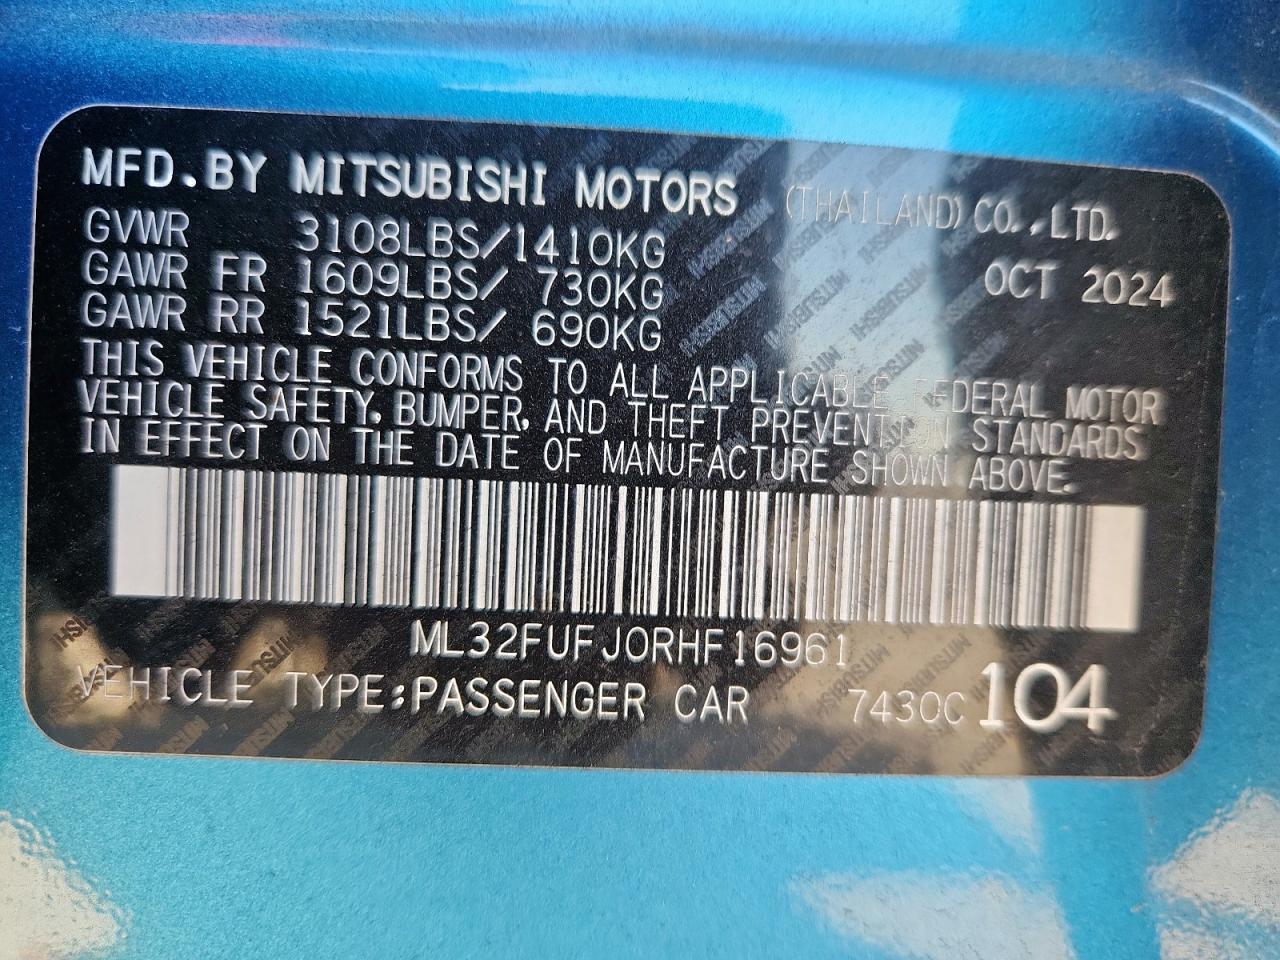 MFD.BY MITSUBISHI MOTORS (THAILAND) CO.,LTD.
GVWR 3108LBS/1410KG
GAWR FR 1609LBS/ 730KG OCT 2024
GAWR RR 1521LBS/ 690KG
THIS VEHICLE CONFORMS TO ALL APPLICABLE FEDERAL MOTOR
VEHICLE SAFETY, BUMPER, AND THEFT PREVENTION STANDARDS
IN EFFECT ON THE DATE OF MANUFACTURE SHOWN ABOVE.
ML32FUFJ0RHF16961
VEHICLE TYPE:PASSENGER CAR 7430C 104